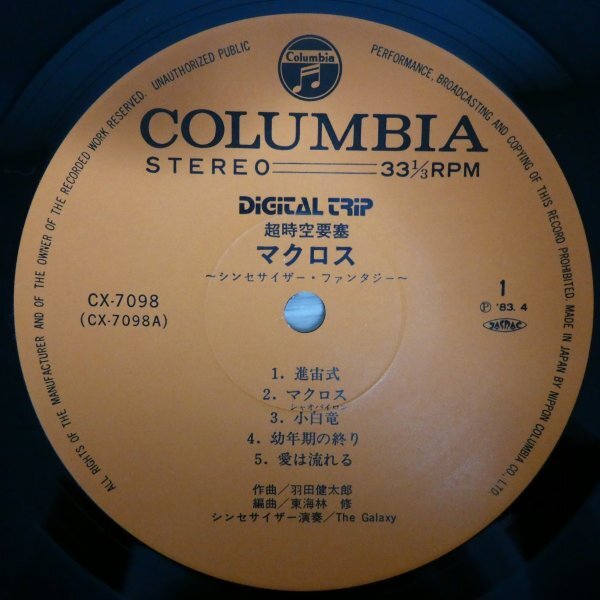 ALL RIGHTS OF THE MANUFACTURER AND OF THE OWNER OF THE RECORDED WORK RESERVED. UNAUTHORIZED PUBLIC PERFORMANCE, BROADCASTING AND COPYING OF THIS RECORD PROHIBITED. MADE IN JAPAN BY NIPPON COLUMBIA CO., LTD.
Columbia
COLUMBIA
STEREO 33 1/3 RPM
DIGITAL TRIP
超時空要塞
マクロス
〜シンセサイザー・ファンタジー〜
CX-7098
(CX-7098A)
1
Ⓟ '83. 4
JASRAC
1. 進宙式
2. マクロス
シャオパイロン
3. 小白竜
4. 幼年期の終り
5. 愛は流れる
作曲/羽田健太郎
編曲/東海林 修
シンセサイザー演奏/The Galaxy